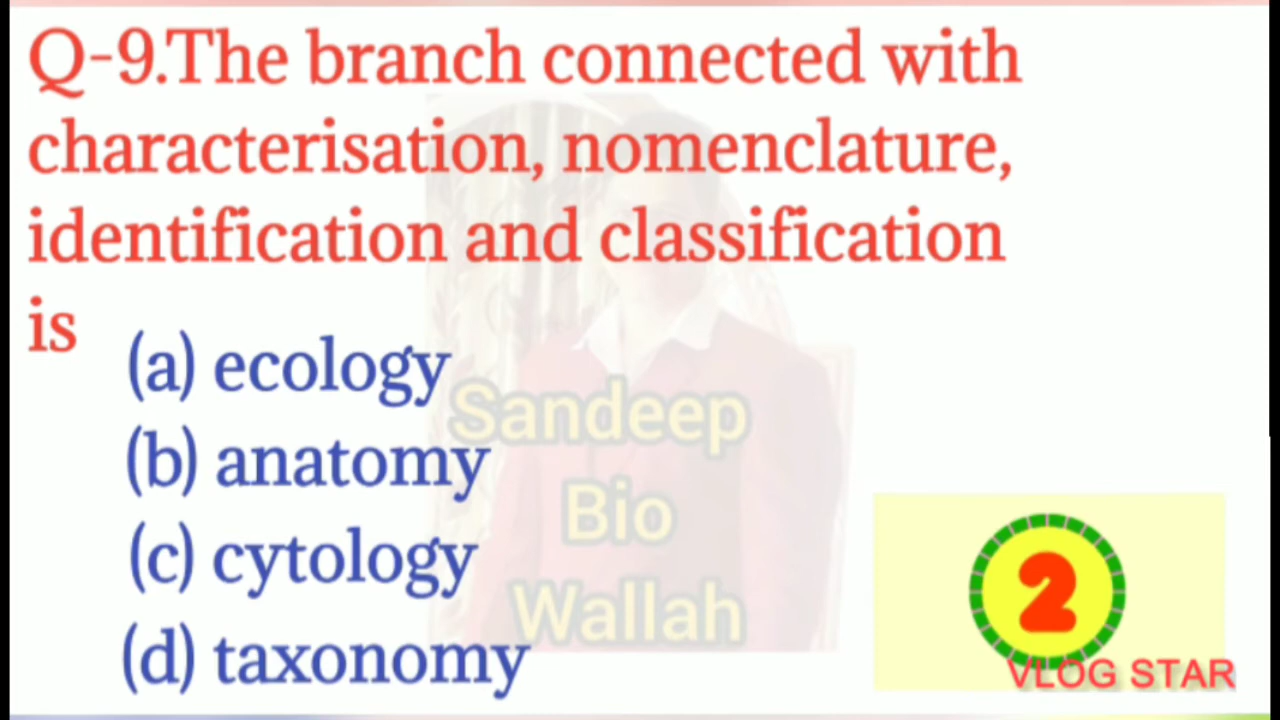 Q-9.The branch connected with
characterisation, nomenclature,
identification and classification
is
(a) ecology
(b) anatomy
(c) cytology
(d) taxonomy
Sandeep
Bio
Wallah
2
VLOG STAR